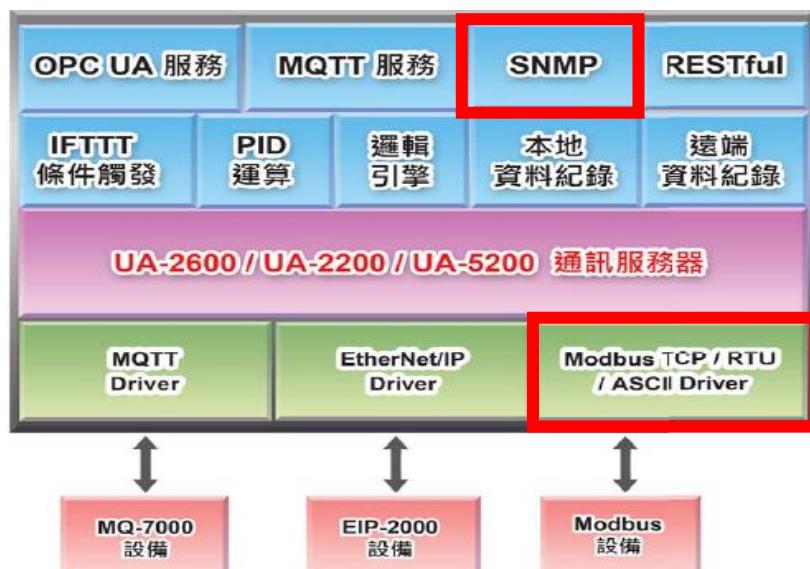 OPC UA 服務
MQTT 服務
SNMP
RESTful
IFTTT
條件觸發
PID
運算
邏輯
引擎
本地
資料紀錄
遠端
資料紀錄
UA-2600 / UA-2200 / UA-5200 通訊服務器
MQTT
Driver
EtherNet/IP
Driver
Modbus TCP / RTU
/ ASCII Driver
MQ-7000
設備
EIP-2000
設備
Modbus
設備